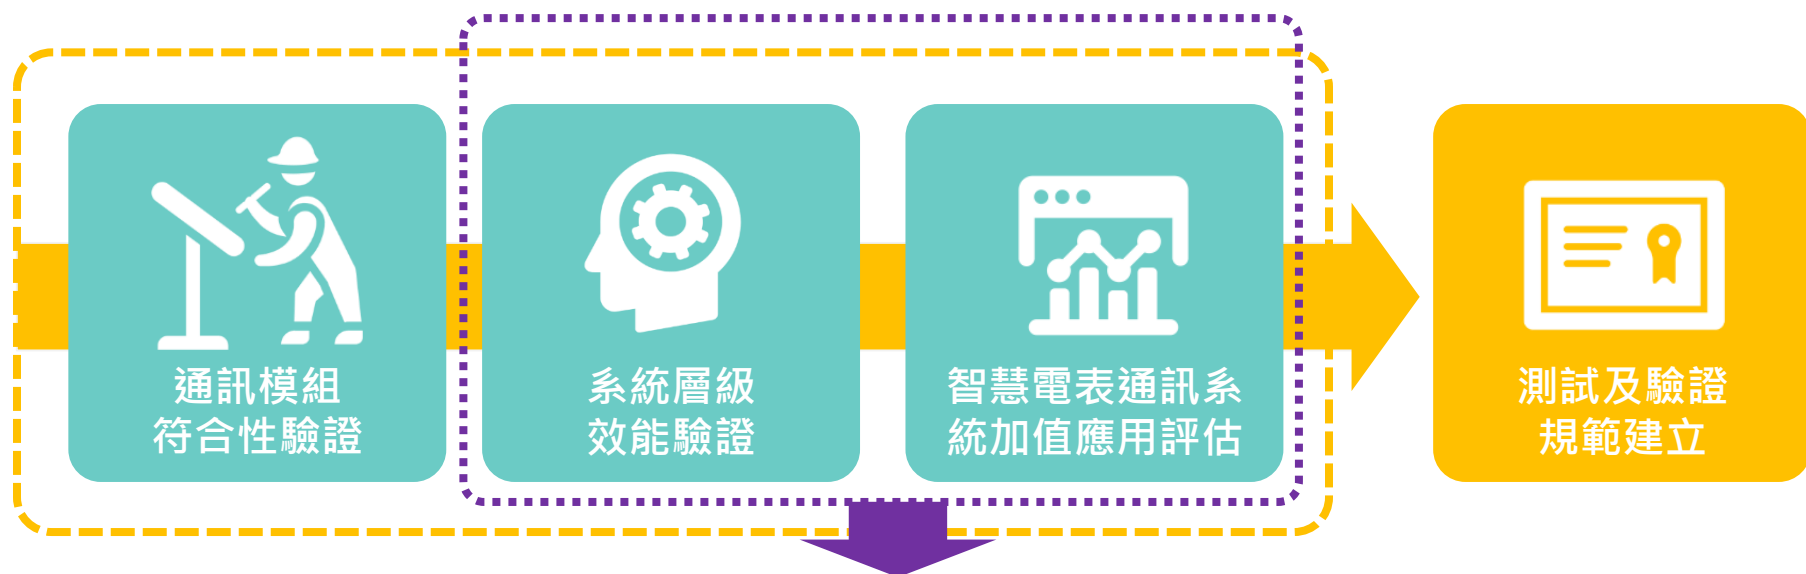 通訊模組
符合性驗證
系統層級
效能驗證
智慧電表通訊系
統加值應用評估
測試及驗證
規範建立